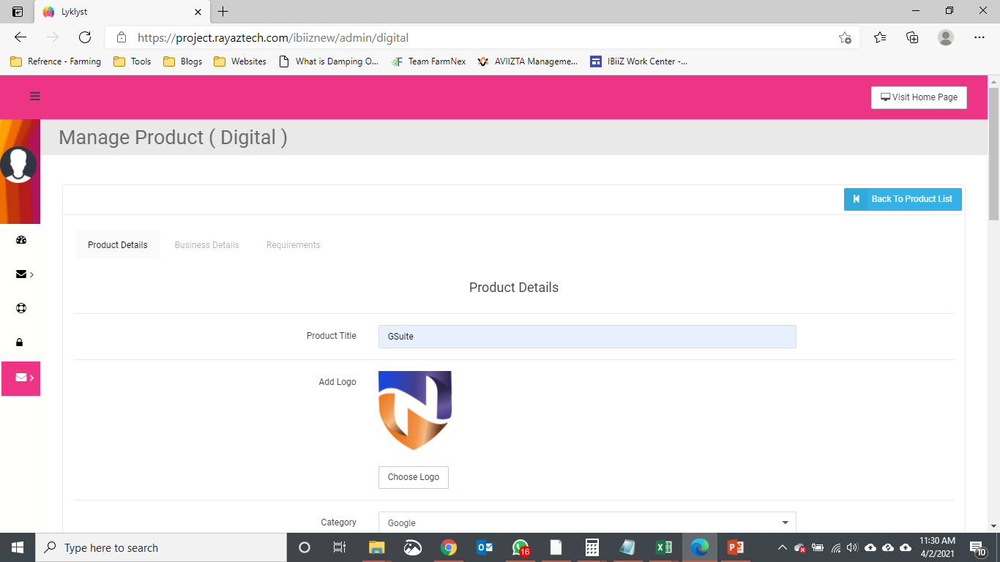 Lyklyst
https://project.rayaztech.com/ibiiznew/admin/digital
Refrence - Farming
Tools
Blogs
Websites
What is Damping O...
Team FarmNex
AVIIZTA Manageme...
IBiiZ Work Center -...
Visit Home Page
Manage Product ( Digital )
Back To Product List
Product Details
Business Details
Requirements
Product Details
Product Title
GSuite
Add Logo
Choose Logo
Category
Google
Type here to search
16
11:30 AM
4/2/2021
10